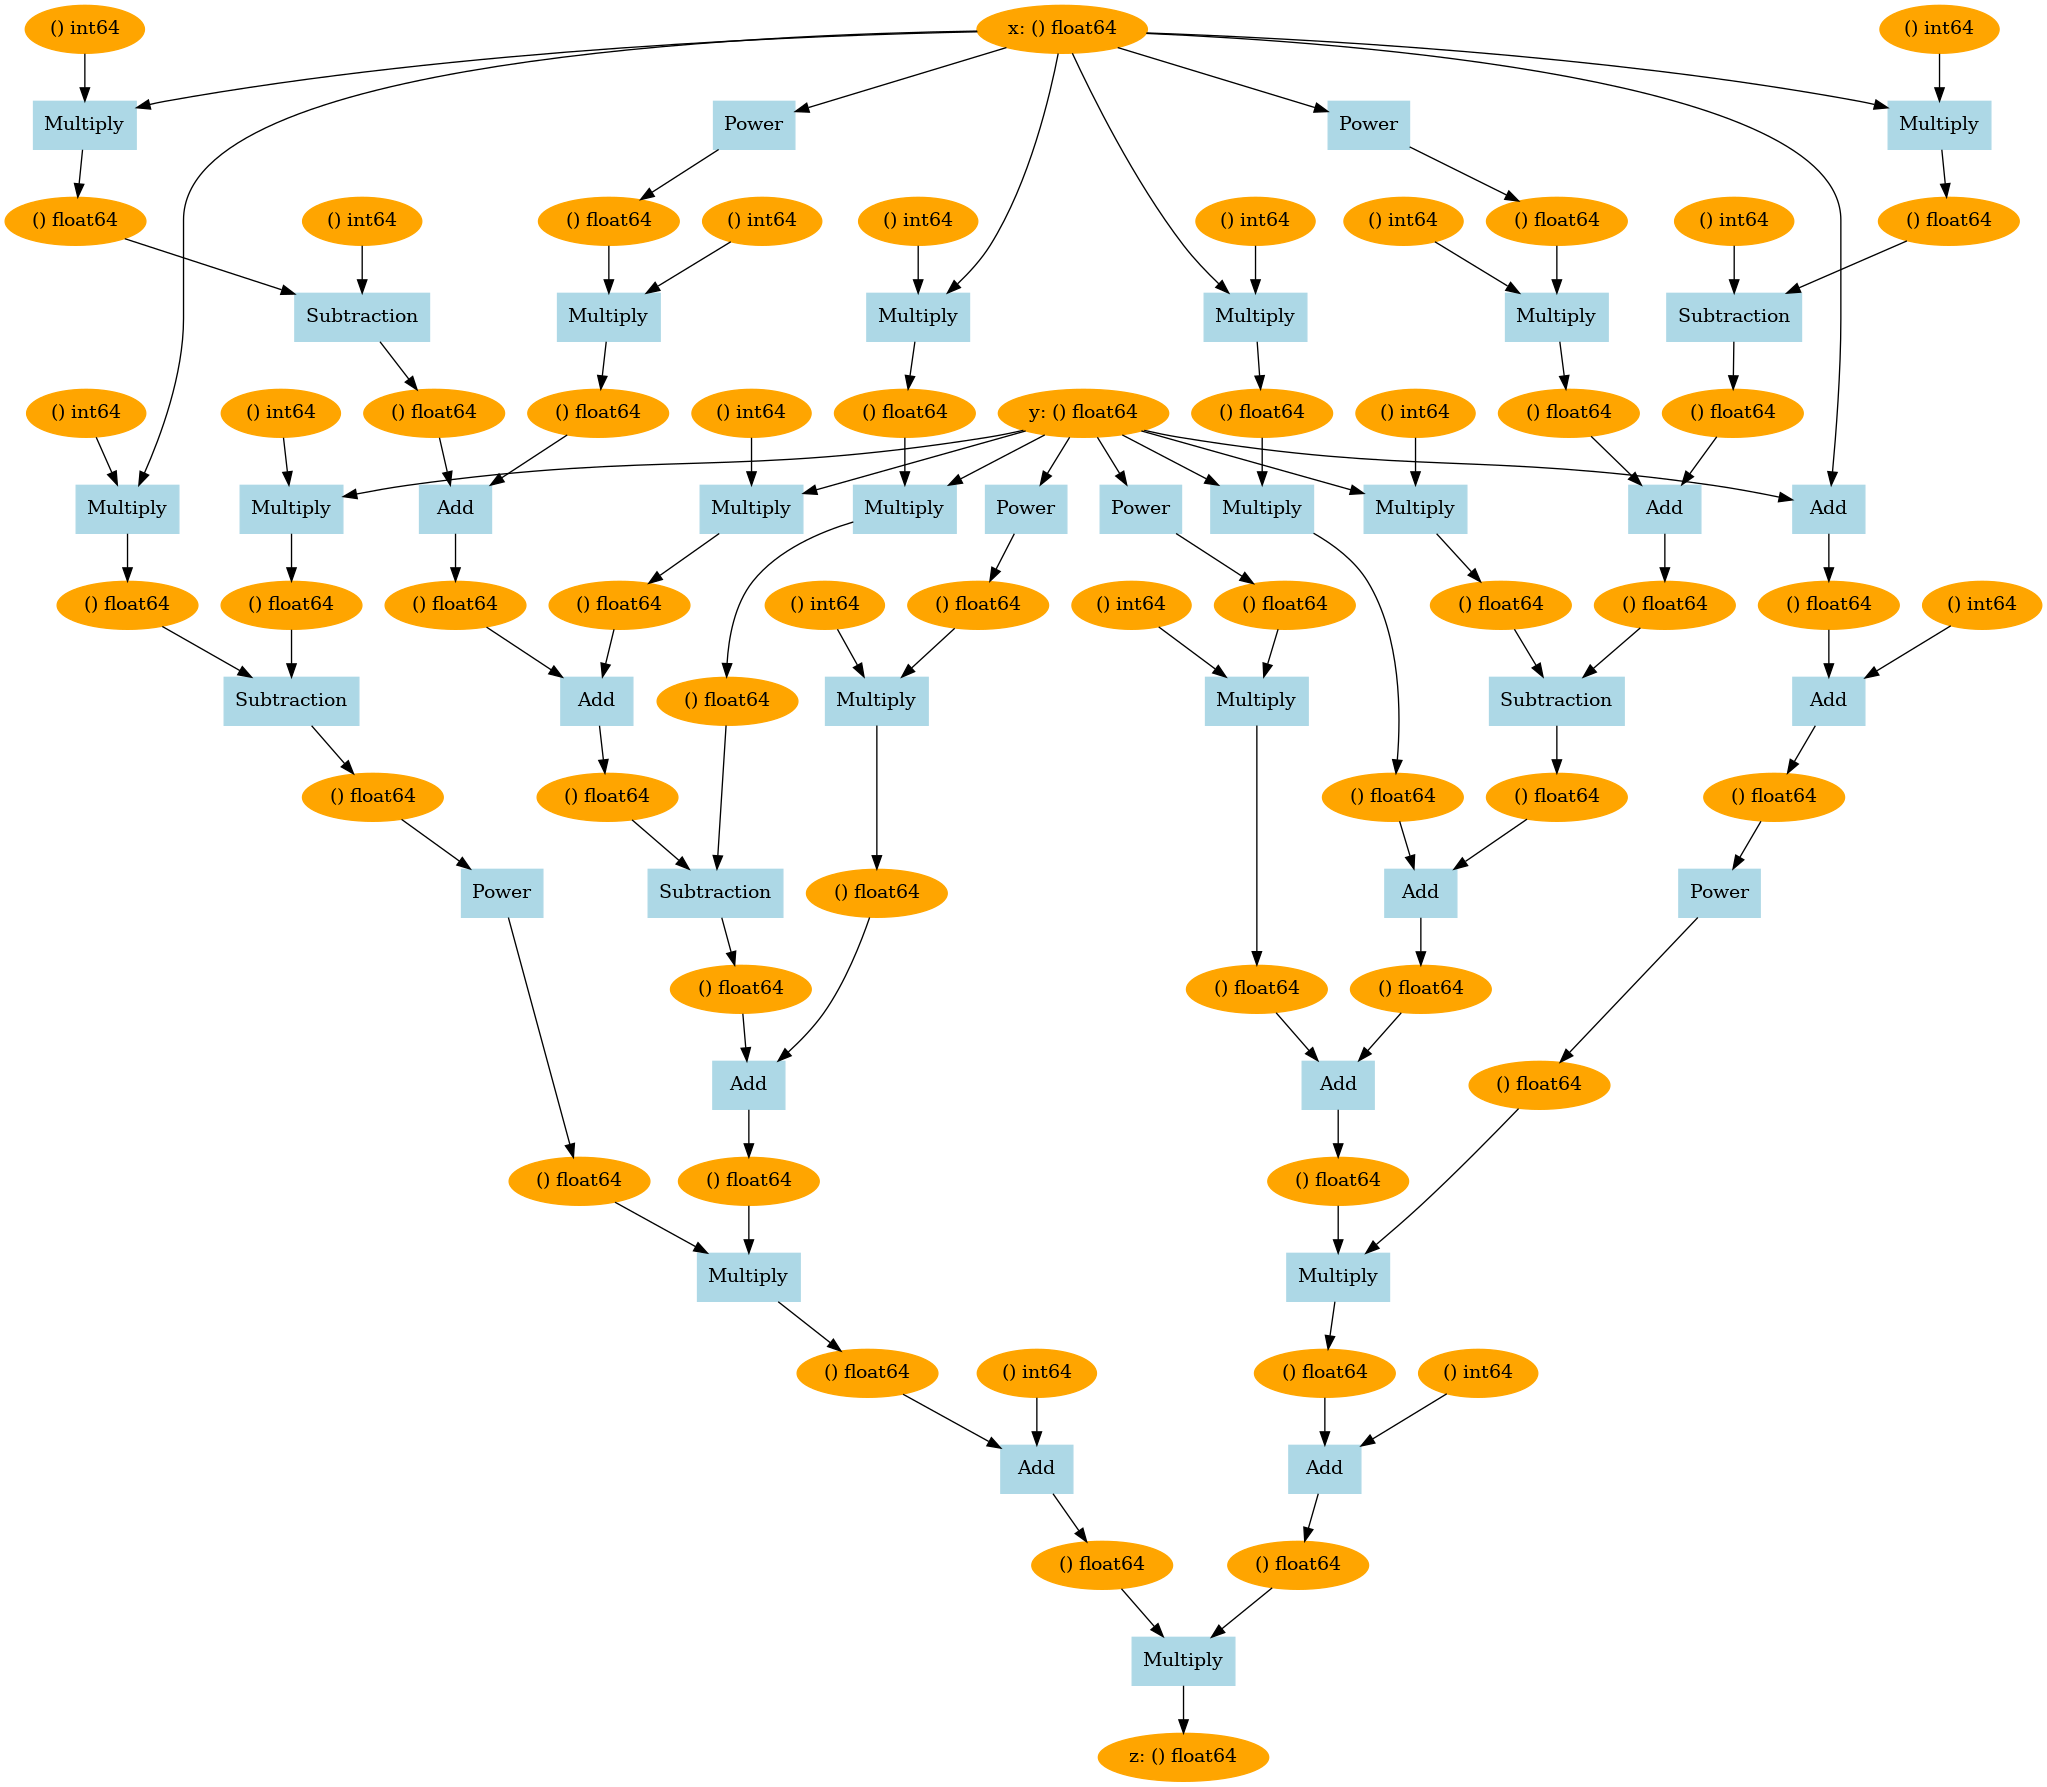 () int64
x: () float64
() int64
Multiply
Power
Power
Multiply
() float64
() int64
() float64
() int64
() int64
() int64
() int64
() float64
() int64
() float64
Subtraction
Multiply
Multiply
Multiply
Multiply
Subtraction
() int64
() int64
() float64
() float64
() int64
() float64
y: () float64
() float64
() int64
() float64
() float64
Multiply
Multiply
Add
Multiply
Multiply
Power
Power
Multiply
Multiply
Add
Add
() float64
() float64
() float64
() float64
() int64
() float64
() int64
() float64
() float64
() float64
() float64
() int64
Subtraction
Add
() float64
Multiply
Multiply
Subtraction
Add
() float64
() float64
() float64
() float64
() float64
Power
Subtraction
() float64
Add
Power
() float64
() float64
() float64
Add
Add
() float64
() float64
() float64
() float64
Multiply
Multiply
() float64
() int64
() float64
() int64
Add
Add
() float64
() float64
Multiply
z: () float64